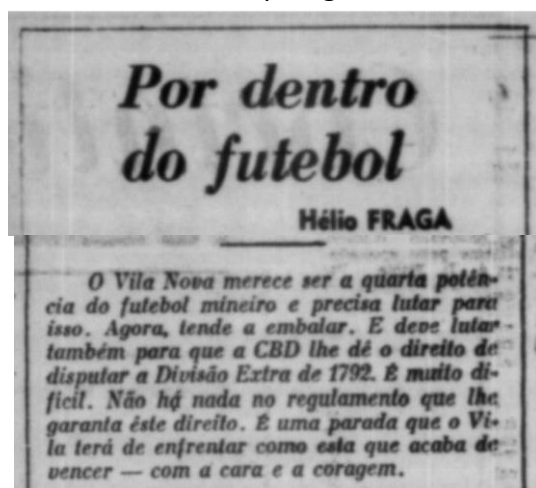 Por dentro
do futebol
Hélio FRAGA
O Vila Nova merece ser a quarta potên-
cia do futebol mineiro e precisa lutar para
isso. Agora, tende a embalar. E deve lutar
também para que a CBD lhe dê o direito de
disputar a Divisão Extra de 1792. É muito di-
fícil. Não há nada no regulamento que lhe
garanta êste direito. É uma parada que o Vi-
la terá de enfrentar como esta que acaba de
vencer — com a cara e a coragem.